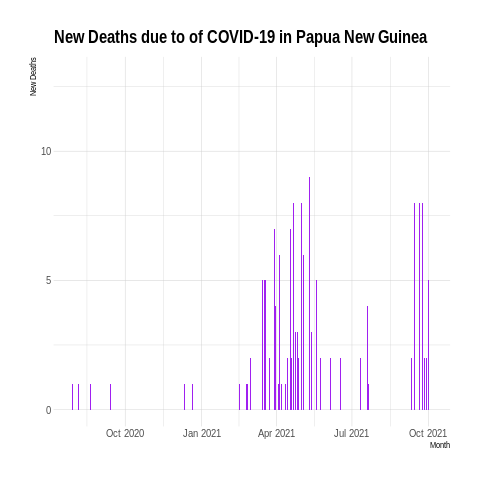 New Deaths due to of COVID-19 in Papua New Guinea
New Deaths
10
5
0
Oct 2020 Jan 2021 Apr 2021 Jul 2021 Oct 2021
Month